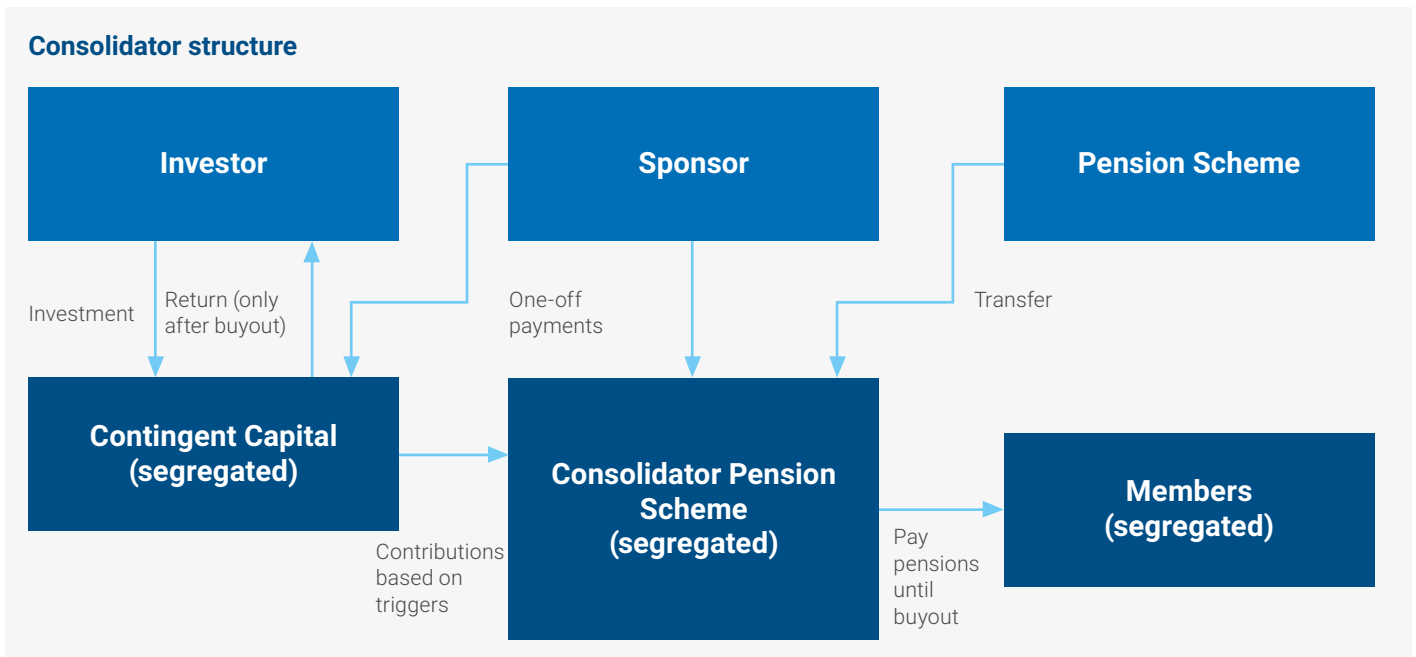 Consolidator structure
Investor
Sponsor
Pension Scheme
Investment
Return (only
after buyout)
One-off
payments
Transfer
Contingent Capital
(segregated)
Consolidator Pension
Scheme
(segregated)
Members
(segregated)
Contributions
based on
triggers
Pay
pensions
until
buyout